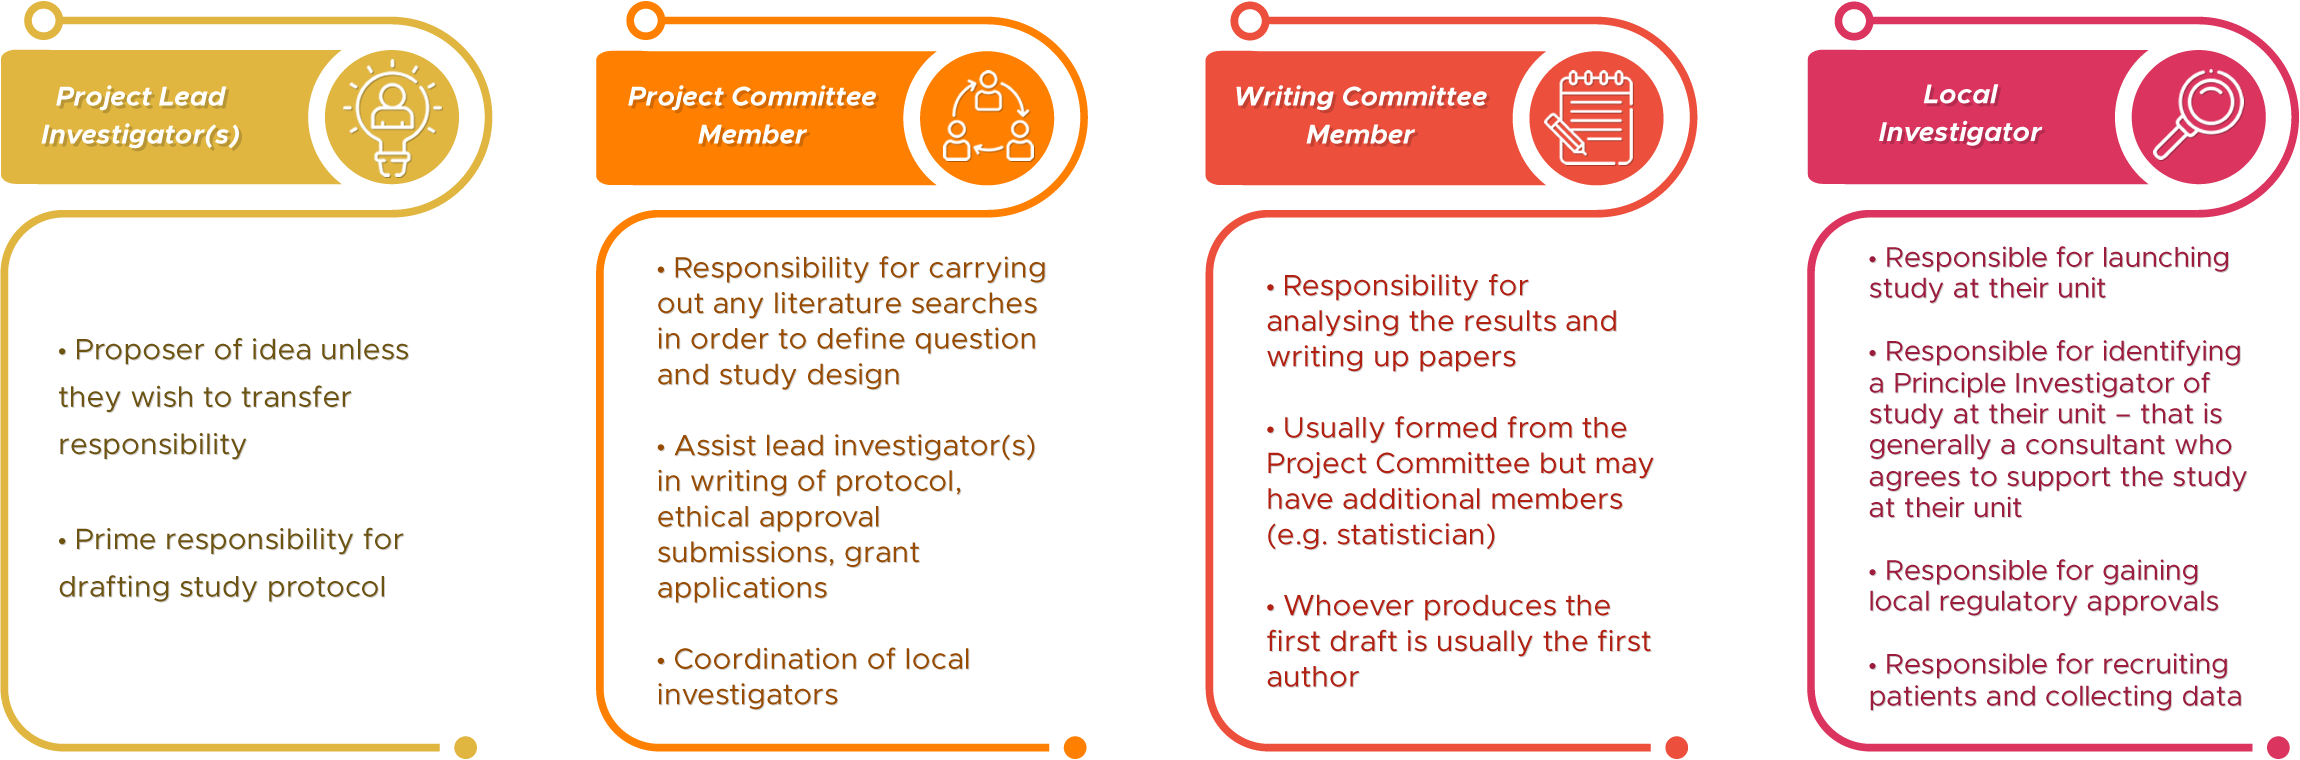 Project Lead
Investigator(s)
• Proposer of idea unless
they wish to transfer
responsibility
• Prime responsibility for
drafting study protocol
Project Committee
Member
• Responsibility for carrying
out any literature searches
in order to define question
and study design
• Assist lead investigator(s)
in writing of protocol,
ethical approval
submissions, grant
applications
• Coordination of local
investigators
Writing Committee
Member
• Responsibility for
analysing the results and
writing up papers
• Usually formed from the
Project Committee but may
have additional members
(e.g. statistician)
• Whoever produces the
first draft is usually the first
author
Local
Investigator
• Responsible for launching
study at their unit
• Responsible for identifying
a Principle Investigator of
study at their unit – that is
generally a consultant who
agrees to support the study
at their unit
• Responsible for gaining
local regulatory approvals
• Responsible for recruiting
patients and collecting data